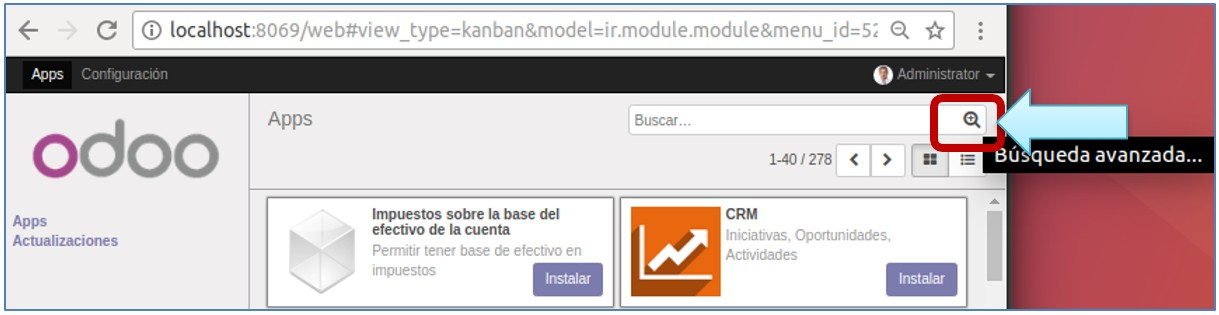 localhost:8069/web#view_type=kanban&model=ir.module.module&menu_id=52
Apps Configuración Administrator
odoo
Apps
Buscar...
Búsqueda avanzada...
1-40 / 278
Apps
Actualizaciones
Impuestos sobre la base del
efectivo de la cuenta
Permitir tener base de efectivo en
impuestos
Instalar
CRM
Iniciativas, Oportunidades,
Actividades
Instalar